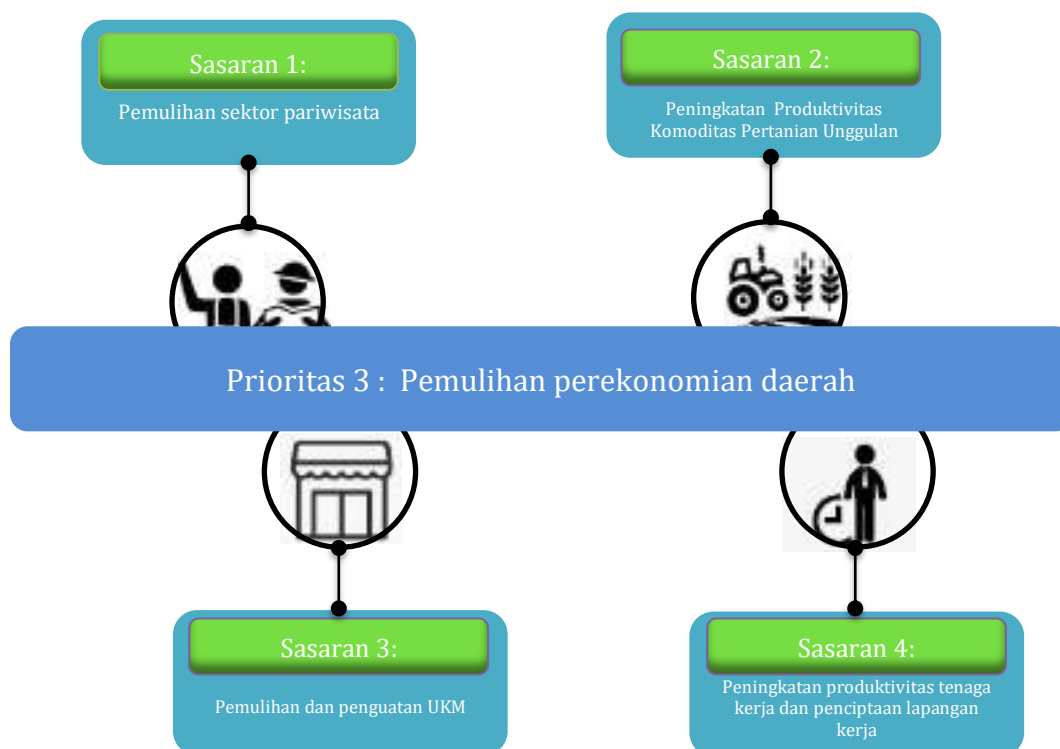 Sasaran 1:
Pemulihan sektor pariwisata
Sasaran 2:
Peningkatan Produktivitas
Komoditas Pertanian Unggulan
Prioritas 3 : Pemulihan perekonomian daerah
Sasaran 3:
Pemulihan dan penguatan UKM
Sasaran 4:
Peningkatan produktivitas tenaga
kerja dan penciptaan lapangan
kerja